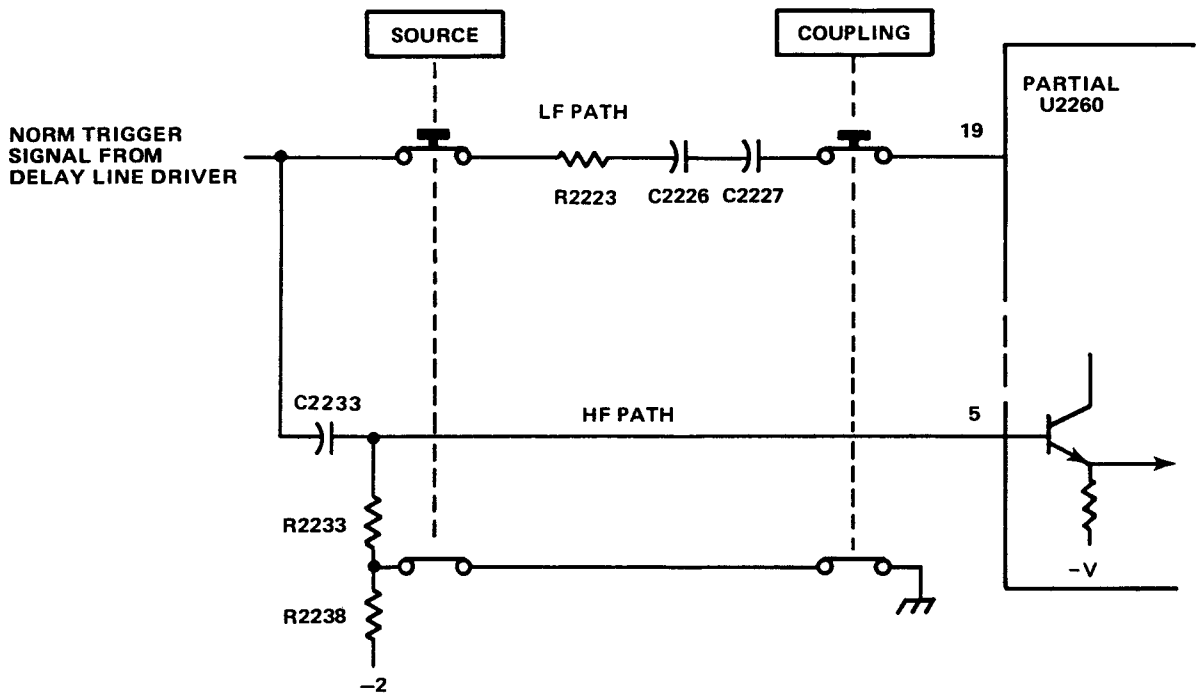 SOURCE
COUPLING
PARTIAL
U2260
NORM TRIGGER
SIGNAL FROM
DELAY LINE DRIVER
LF PATH
19
R2223
C2226
C2227
C2233
HF PATH
5
R2233
R2238
−V
−2